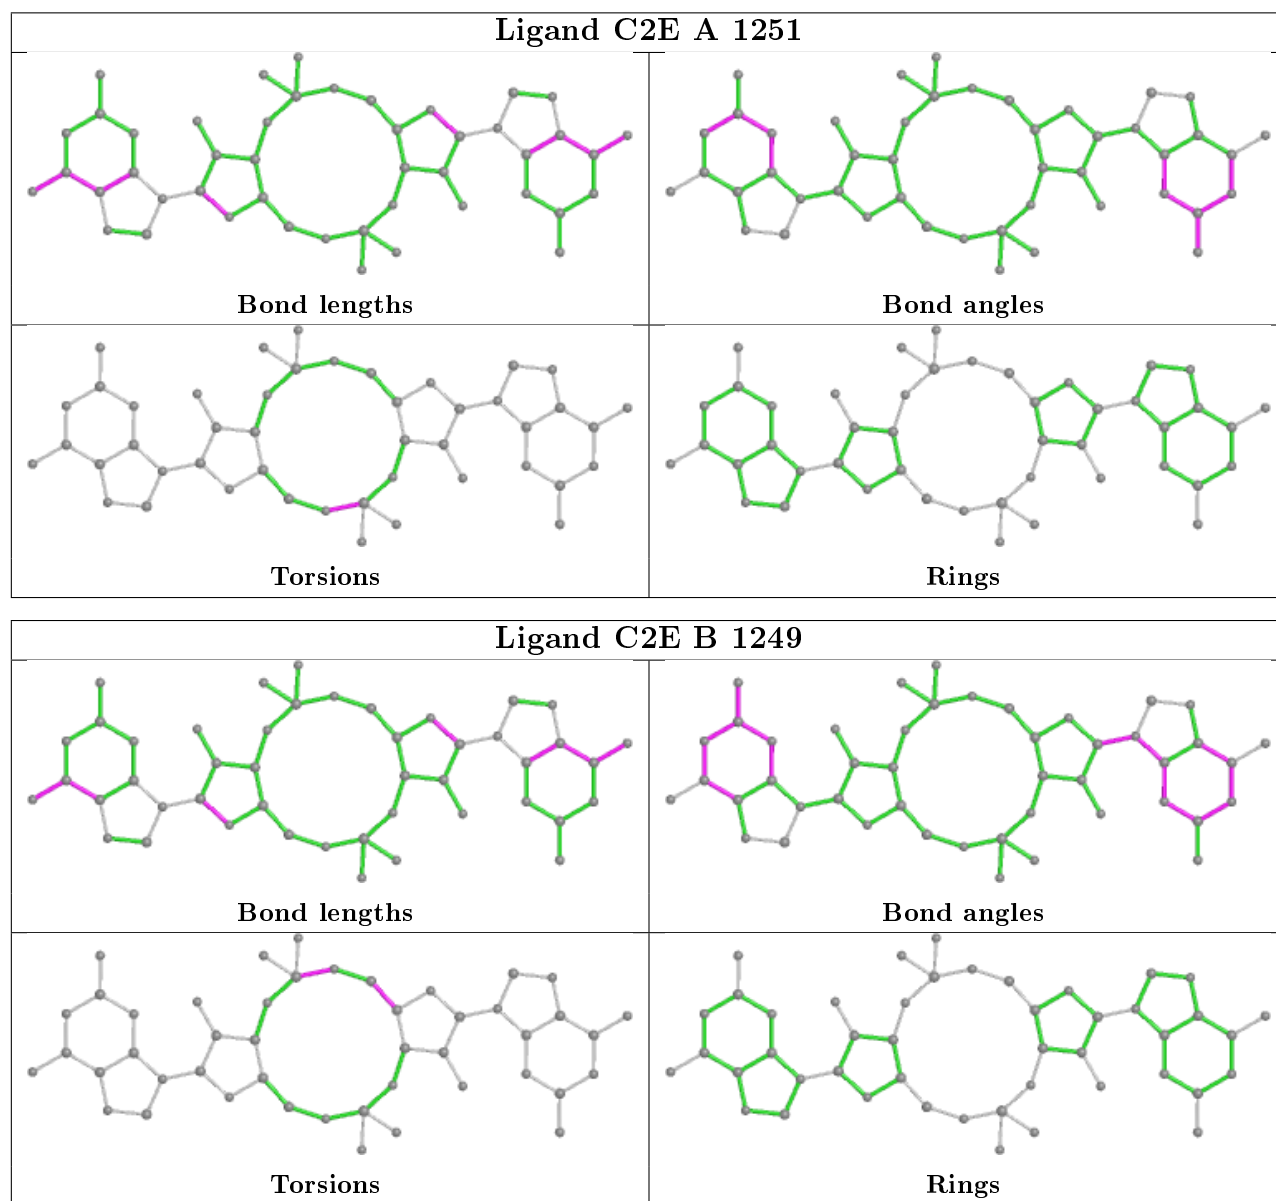 Ligand C2E A 1251
Bond lengths
Bond angles
Torsions
Rings
Ligand C2E B 1249
Bond lengths
Bond angles
Torsions
Rings